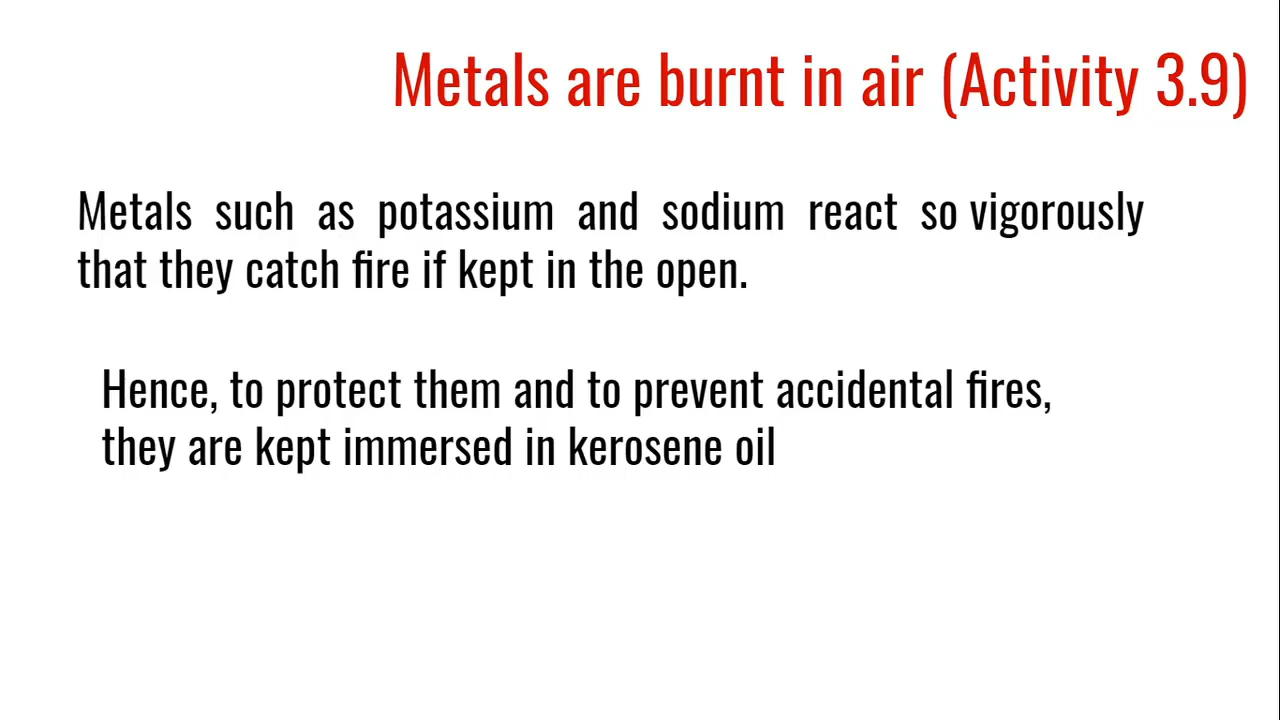 Metals are burnt in air (Activity 3.9)
Metals such as potassium and sodium react so vigorously
that they catch fire if kept in the open.
Hence, to protect them and to prevent accidental fires,
they are kept immersed in kerosene oil